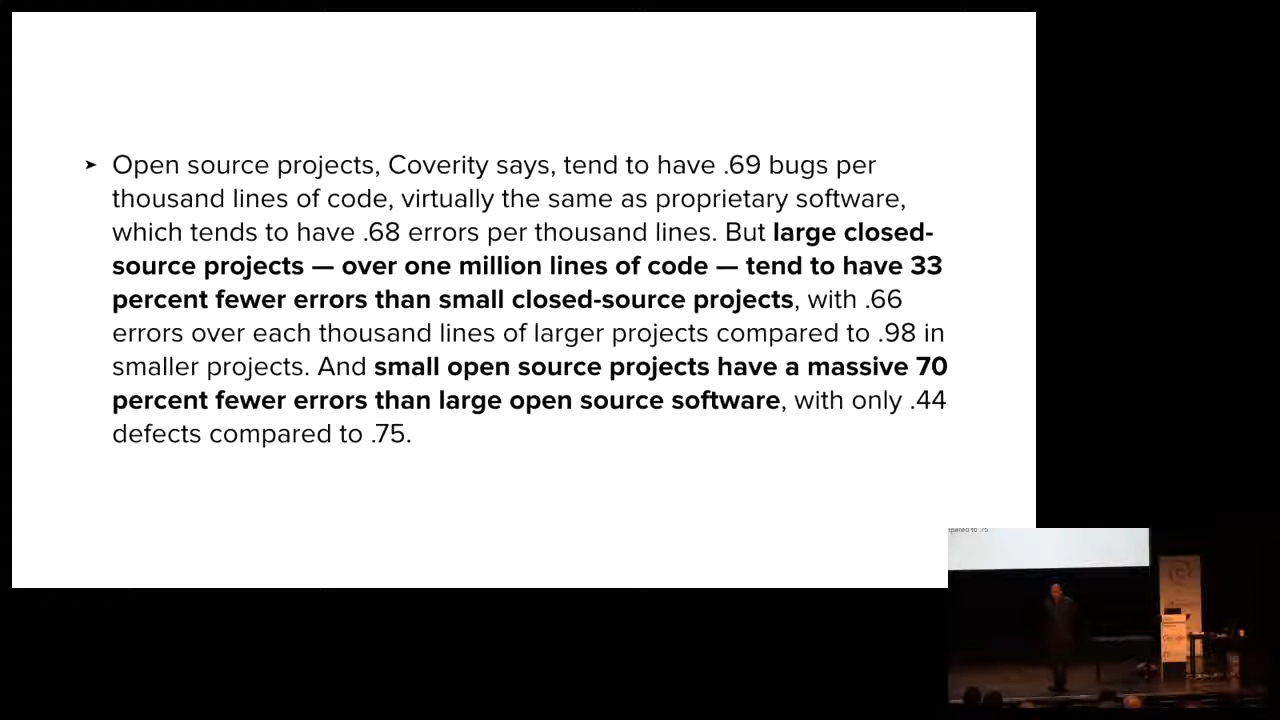 ➤ Open source projects, Coverity says, tend to have .69 bugs per
thousand lines of code, virtually the same as proprietary software,
which tends to have .68 errors per thousand lines. But large closed-
source projects — over one million lines of code — tend to have 33
percent fewer errors than small closed-source projects, with .66
errors over each thousand lines of larger projects compared to .98 in
smaller projects. And small open source projects have a massive 70
percent fewer errors than large open source software, with only .44
defects compared to .75.